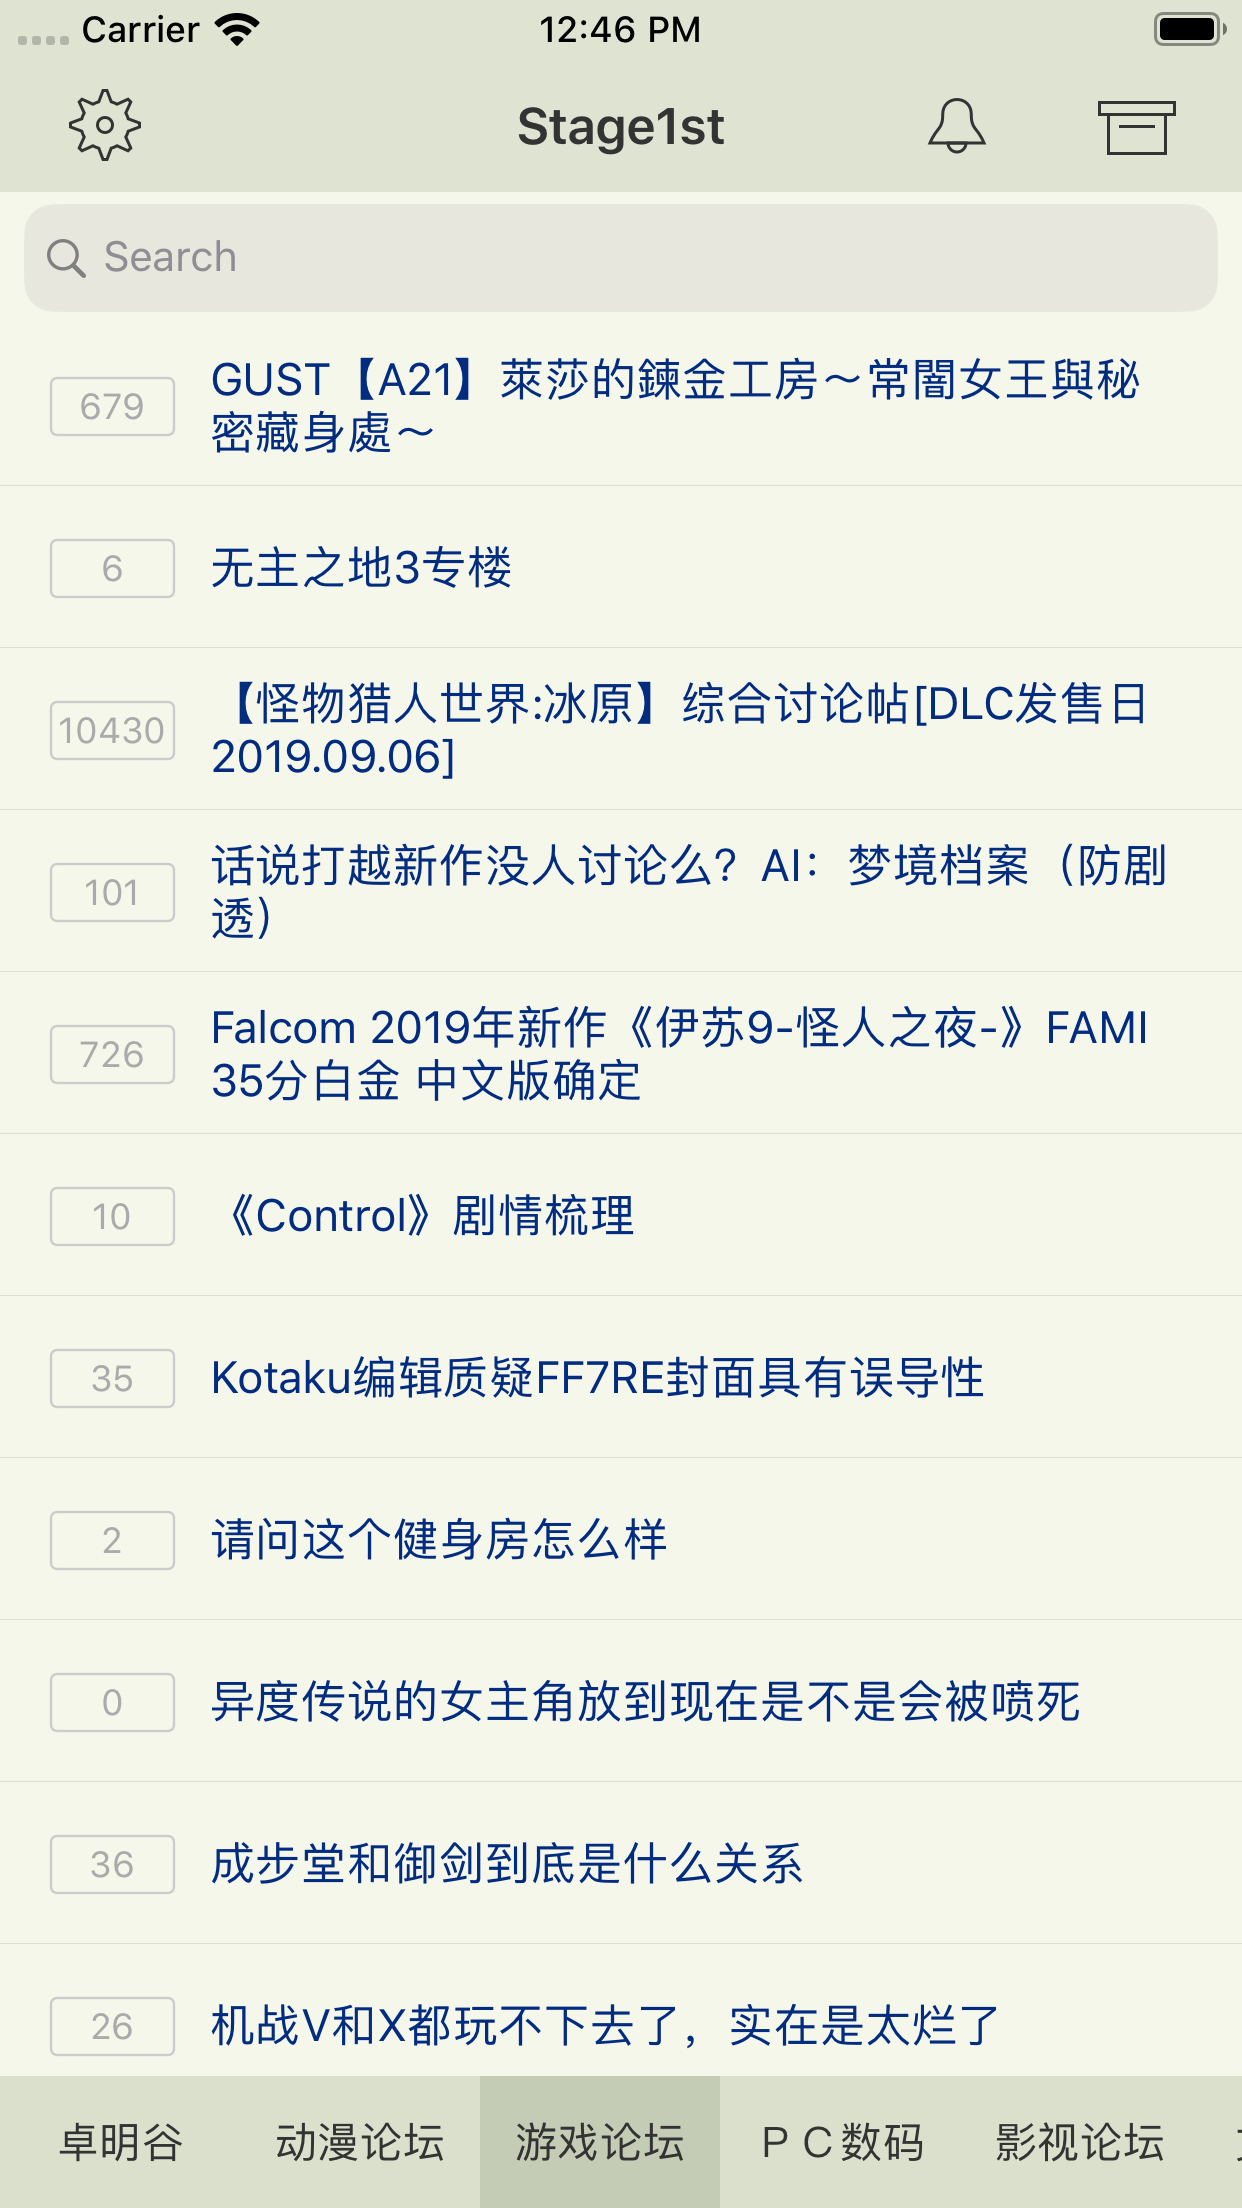 Carrier 12:46 PM
Stage1st
Search
679
GUST【A21】萊莎的鍊金工房～常闇女王與秘
密藏身處～
6
无主之地3专楼
10430
【怪物猎人世界:冰原】综合讨论帖[DLC发售日
2019.09.06]
101
话说打越新作没人讨论么？AI：梦境档案（防剧
透）
726
Falcom 2019年新作《伊苏9-怪人之夜-》FAMI
35分白金 中文版确定
10
《Control》剧情梳理
35
Kotaku编辑质疑FF7RE封面具有误导性
2
请问这个健身房怎么样
0
异度传说的女主角放到现在是不是会被喷死
36
成步堂和御剑到底是什么关系
26
机战V和X都玩不下去了，实在是太烂了
卓明谷 动漫论坛 游戏论坛 ＰＣ数码 影视论坛